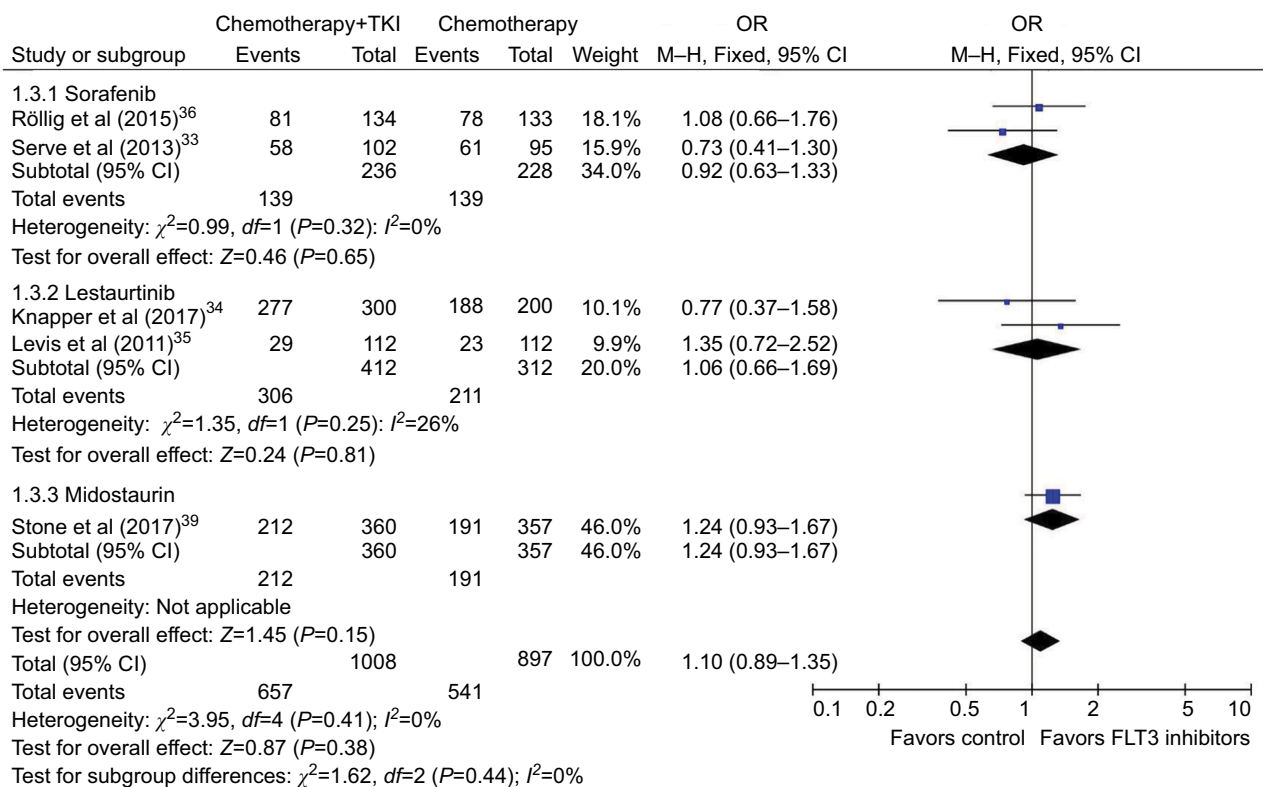 Chemotherapy+TKI Chemotherapy OR OR
Study or subgroup Events Total Events Total Weight M–H, Fixed, 95% CI M–H, Fixed, 95% CI
1.3.1 Sorafenib
Röllig et al (2015)36 81 134 78 133 18.1% 1.08 (0.66–1.76)
Serve et al (2013)33 58 102 61 95 15.9% 0.73 (0.41–1.30)
Subtotal (95% CI) 236 228 34.0% 0.92 (0.63–1.33)
Total events 139 139
Heterogeneity: χ2=0.99, df=1 (P=0.32): I2=0%
Test for overall effect: Z=0.46 (P=0.65)
1.3.2 Lestaurtinib
Knapper et al (2017)34 277 300 188 200 10.1% 0.77 (0.37–1.58)
Levis et al (2011)35 29 112 23 112 9.9% 1.35 (0.72–2.52)
Subtotal (95% CI) 412 312 20.0% 1.06 (0.66–1.69)
Total events 306 211
Heterogeneity: χ2=1.35, df=1 (P=0.25): I2=26%
Test for overall effect: Z=0.24 (P=0.81)
1.3.3 Midostaurin
Stone et al (2017)39 212 360 191 357 46.0% 1.24 (0.93–1.67)
Subtotal (95% CI) 360 357 46.0% 1.24 (0.93–1.67)
Total events 212 191
Heterogeneity: Not applicable
Test for overall effect: Z=1.45 (P=0.15)
Total (95% CI) 1008 897 100.0% 1.10 (0.89–1.35)
Total events 657 541
Heterogeneity: χ2=3.95, df=4 (P=0.41); I2=0%
Test for overall effect: Z=0.87 (P=0.38)
Test for subgroup differences: χ2=1.62, df=2 (P=0.44); I2=0%
0.1 0.2 0.5 1 2 5 10
Favors control Favors FLT3 inhibitors